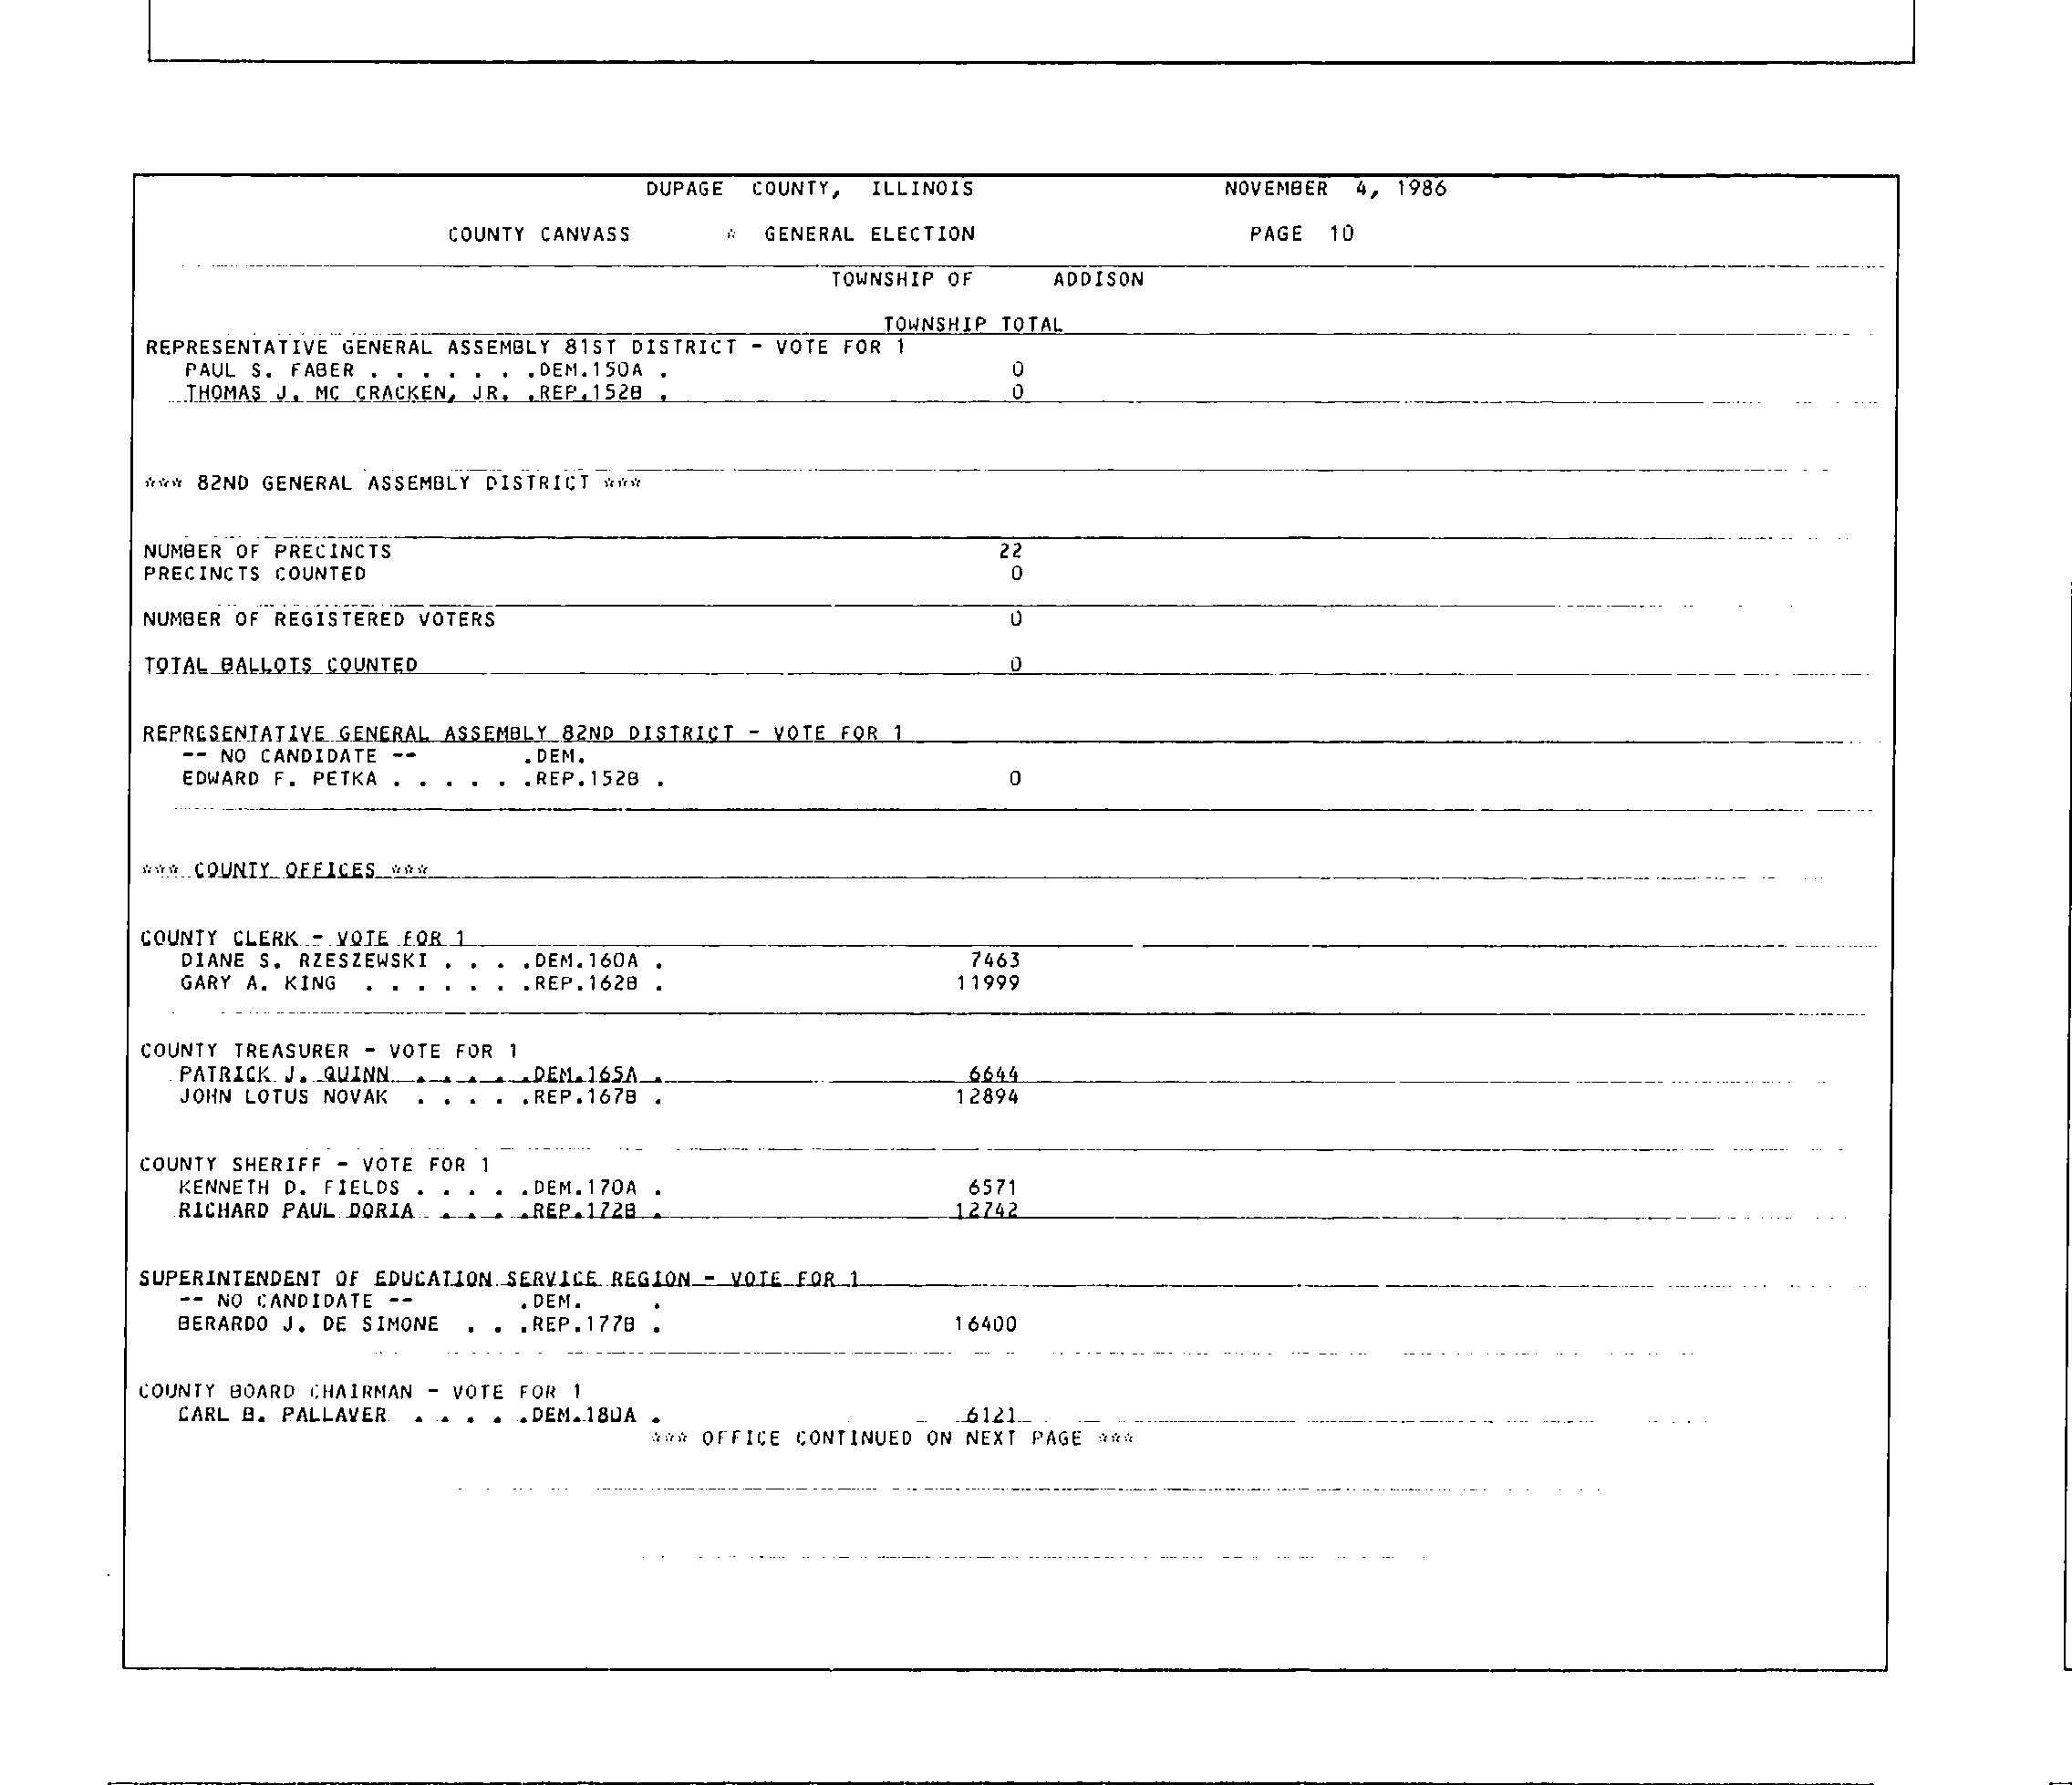 DUPAGE COUNTY, ILLINOIS NOVEMBER 4, 1986
COUNTY CANVASS * GENERAL ELECTION PAGE 10
TOWNSHIP OF ADDISON
TOWNSHIP TOTAL
REPRESENTATIVE GENERAL ASSEMBLY 81ST DISTRICT - VOTE FOR 1
PAUL S. FABER . . . . . . .DEM.150A . 0
THOMAS J. MC CRACKEN, JR. .REP.152B . 0
*** 82ND GENERAL ASSEMBLY DISTRICT ***
NUMBER OF PRECINCTS 22
PRECINCTS COUNTED 0
NUMBER OF REGISTERED VOTERS 0
TOTAL BALLOTS COUNTED 0
REPRESENTATIVE GENERAL ASSEMBLY 82ND DISTRICT - VOTE FOR 1
-- NO CANDIDATE -- .DEM.
EDWARD F. PETKA . . . . . .REP.152B . 0
*** COUNTY OFFICES ***
COUNTY CLERK - VOTE FOR 1
DIANE S. RZESZEWSKI . . . .DEM.160A . 7463
GARY A. KING . . . . . . .REP.162B . 11999
COUNTY TREASURER - VOTE FOR 1
PATRICK J. QUINN . . . . .DEM.165A . 6644
JOHN LOTUS NOVAK . . . . .REP.167B . 12894
COUNTY SHERIFF - VOTE FOR 1
KENNETH D. FIELDS . . . . .DEM.170A . 6571
RICHARD PAUL DORIA . . . .REP.172B . 12742
SUPERINTENDENT OF EDUCATION SERVICE REGION - VOTE FOR 1
-- NO CANDIDATE -- .DEM. .
BERARDO J. DE SIMONE . . .REP.177B . 16400
COUNTY BOARD CHAIRMAN - VOTE FOR 1
CARL B. PALLAVER . . . . .DEM.180A . 6121
*** OFFICE CONTINUED ON NEXT PAGE ***